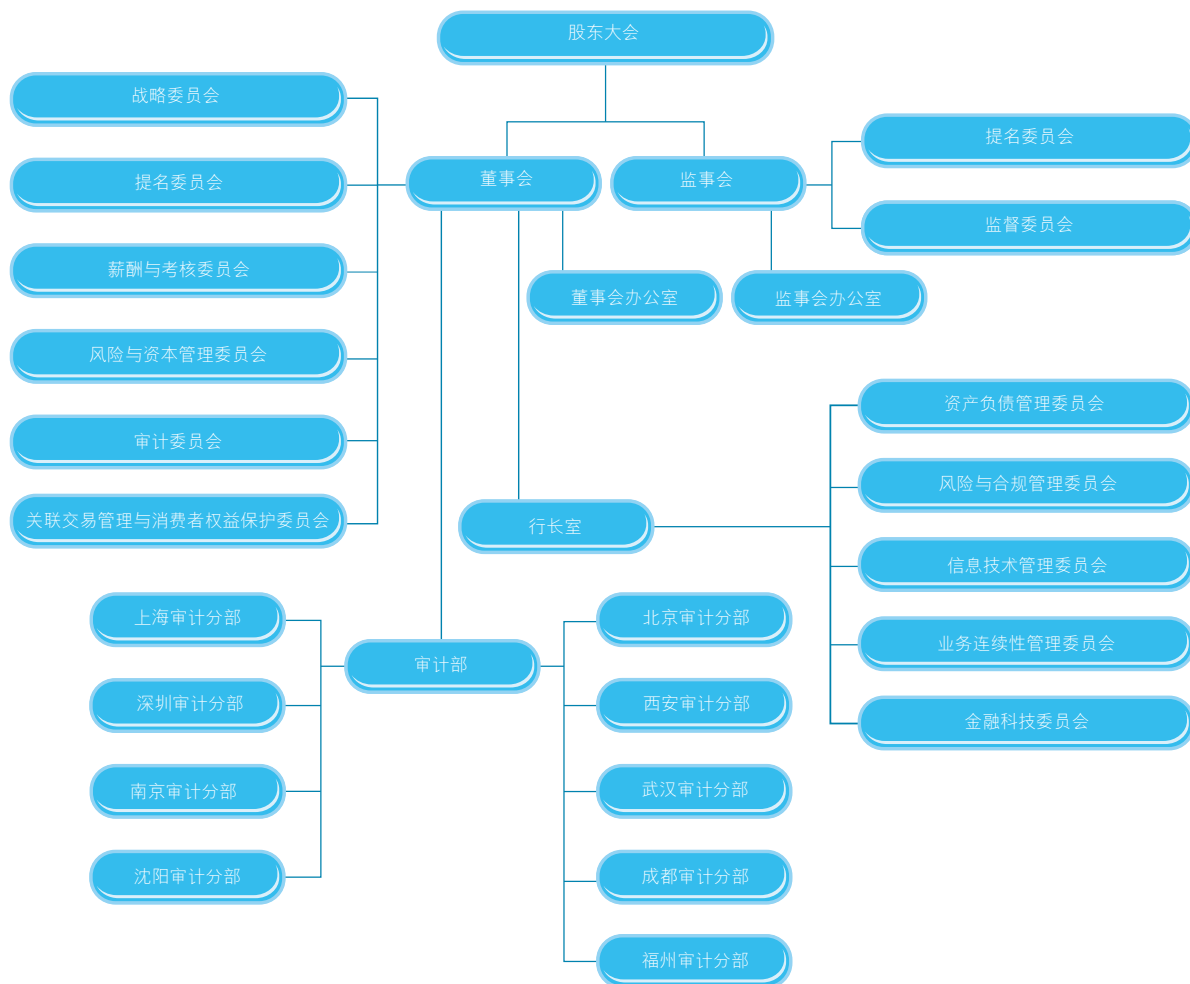 股东大会
战略委员会
提名委员会
薪酬与考核委员会
风险与资本管理委员会
审计委员会
关联交易管理与消费者权益保护委员会
董事会
监事会
提名委员会
监督委员会
董事会办公室
监事会办公室
行长室
资产负债管理委员会
风险与合规管理委员会
信息技术管理委员会
业务连续性管理委员会
金融科技委员会
审计部
上海审计分部
深圳审计分部
南京审计分部
沈阳审计分部
北京审计分部
西安审计分部
武汉审计分部
成都审计分部
福州审计分部